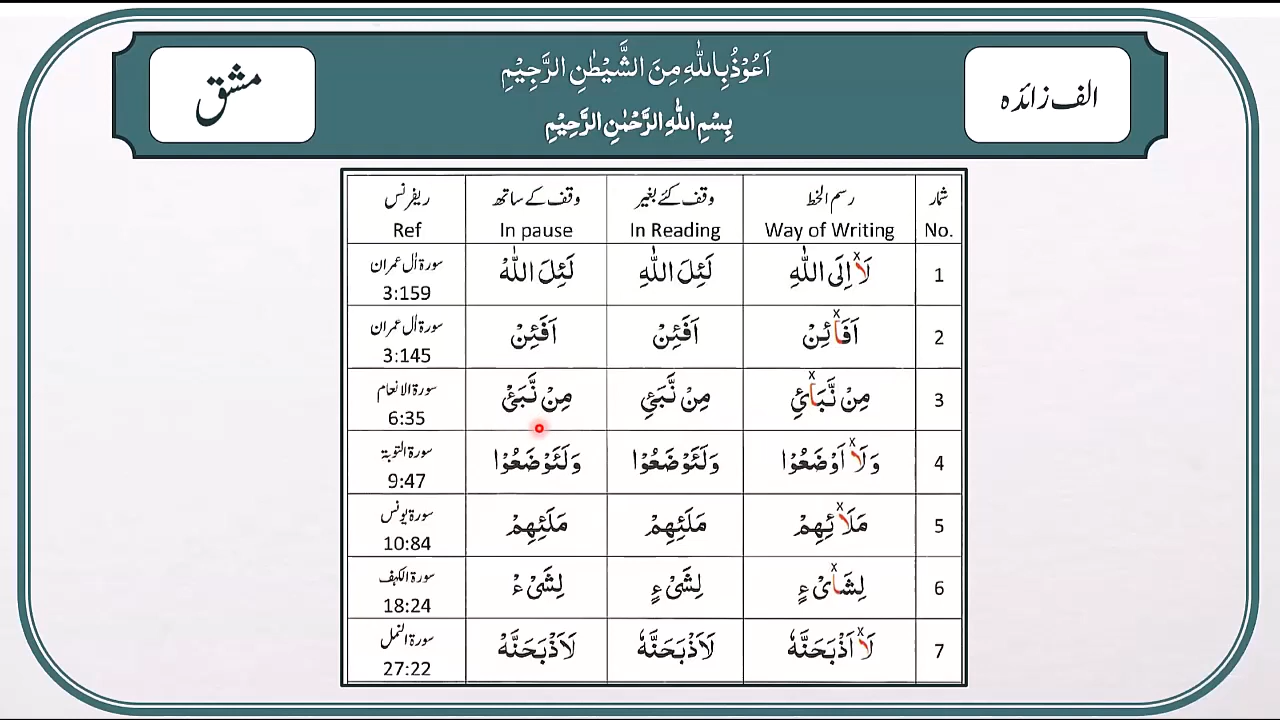 الف زائدہ
اَعُوْذُ بِاللّٰهِ مِنَ الشَّيْطٰنِ الرَّجِيْمِ
بِسْمِ اللّٰهِ الرَّحْمٰنِ الرَّحِيْمِ
مشق
شمار رسم الخط وقف کئے بغیر وقف کے ساتھ ریفرنس
No. Way of Writing In Reading In pause Ref
1 لَا۟ اِلَى اللّٰهِ لَئِلَ اللّٰهِ لَئِلَ اللّٰهْ سورۃ اٰل عمران
3:159
2 اَفَا۟ئِنْ اَفَئِنْ اَفَئِنْ سورۃ اٰل عمران
3:145
3 مِنْ نَّبَا۟ئِ مِنْ نَّبَئِ مِنْ نَّبَئْ سورۃ الانعام
6:35
4 وَلَا۟ اَوْضَعُوْا وَلَئَوْضَعُوْا وَلَئَوْضَعُوْا سورۃ التوبۃ
9:47
5 مَلَا۟ئِهِمْ مَلَئِهِمْ مَلَئِهِمْ سورۃ یونس
10:84
6 لِشَا۟یْءٍ لِشَیْءٍ لِشَیْءْ سورۃ الکہف
18:24
7 لَا۟ اَذْبَحَنَّهٗ لَاَذْبَحَنَّهٗ لَاَذْبَحَنَّهْ سورۃ النمل
27:22